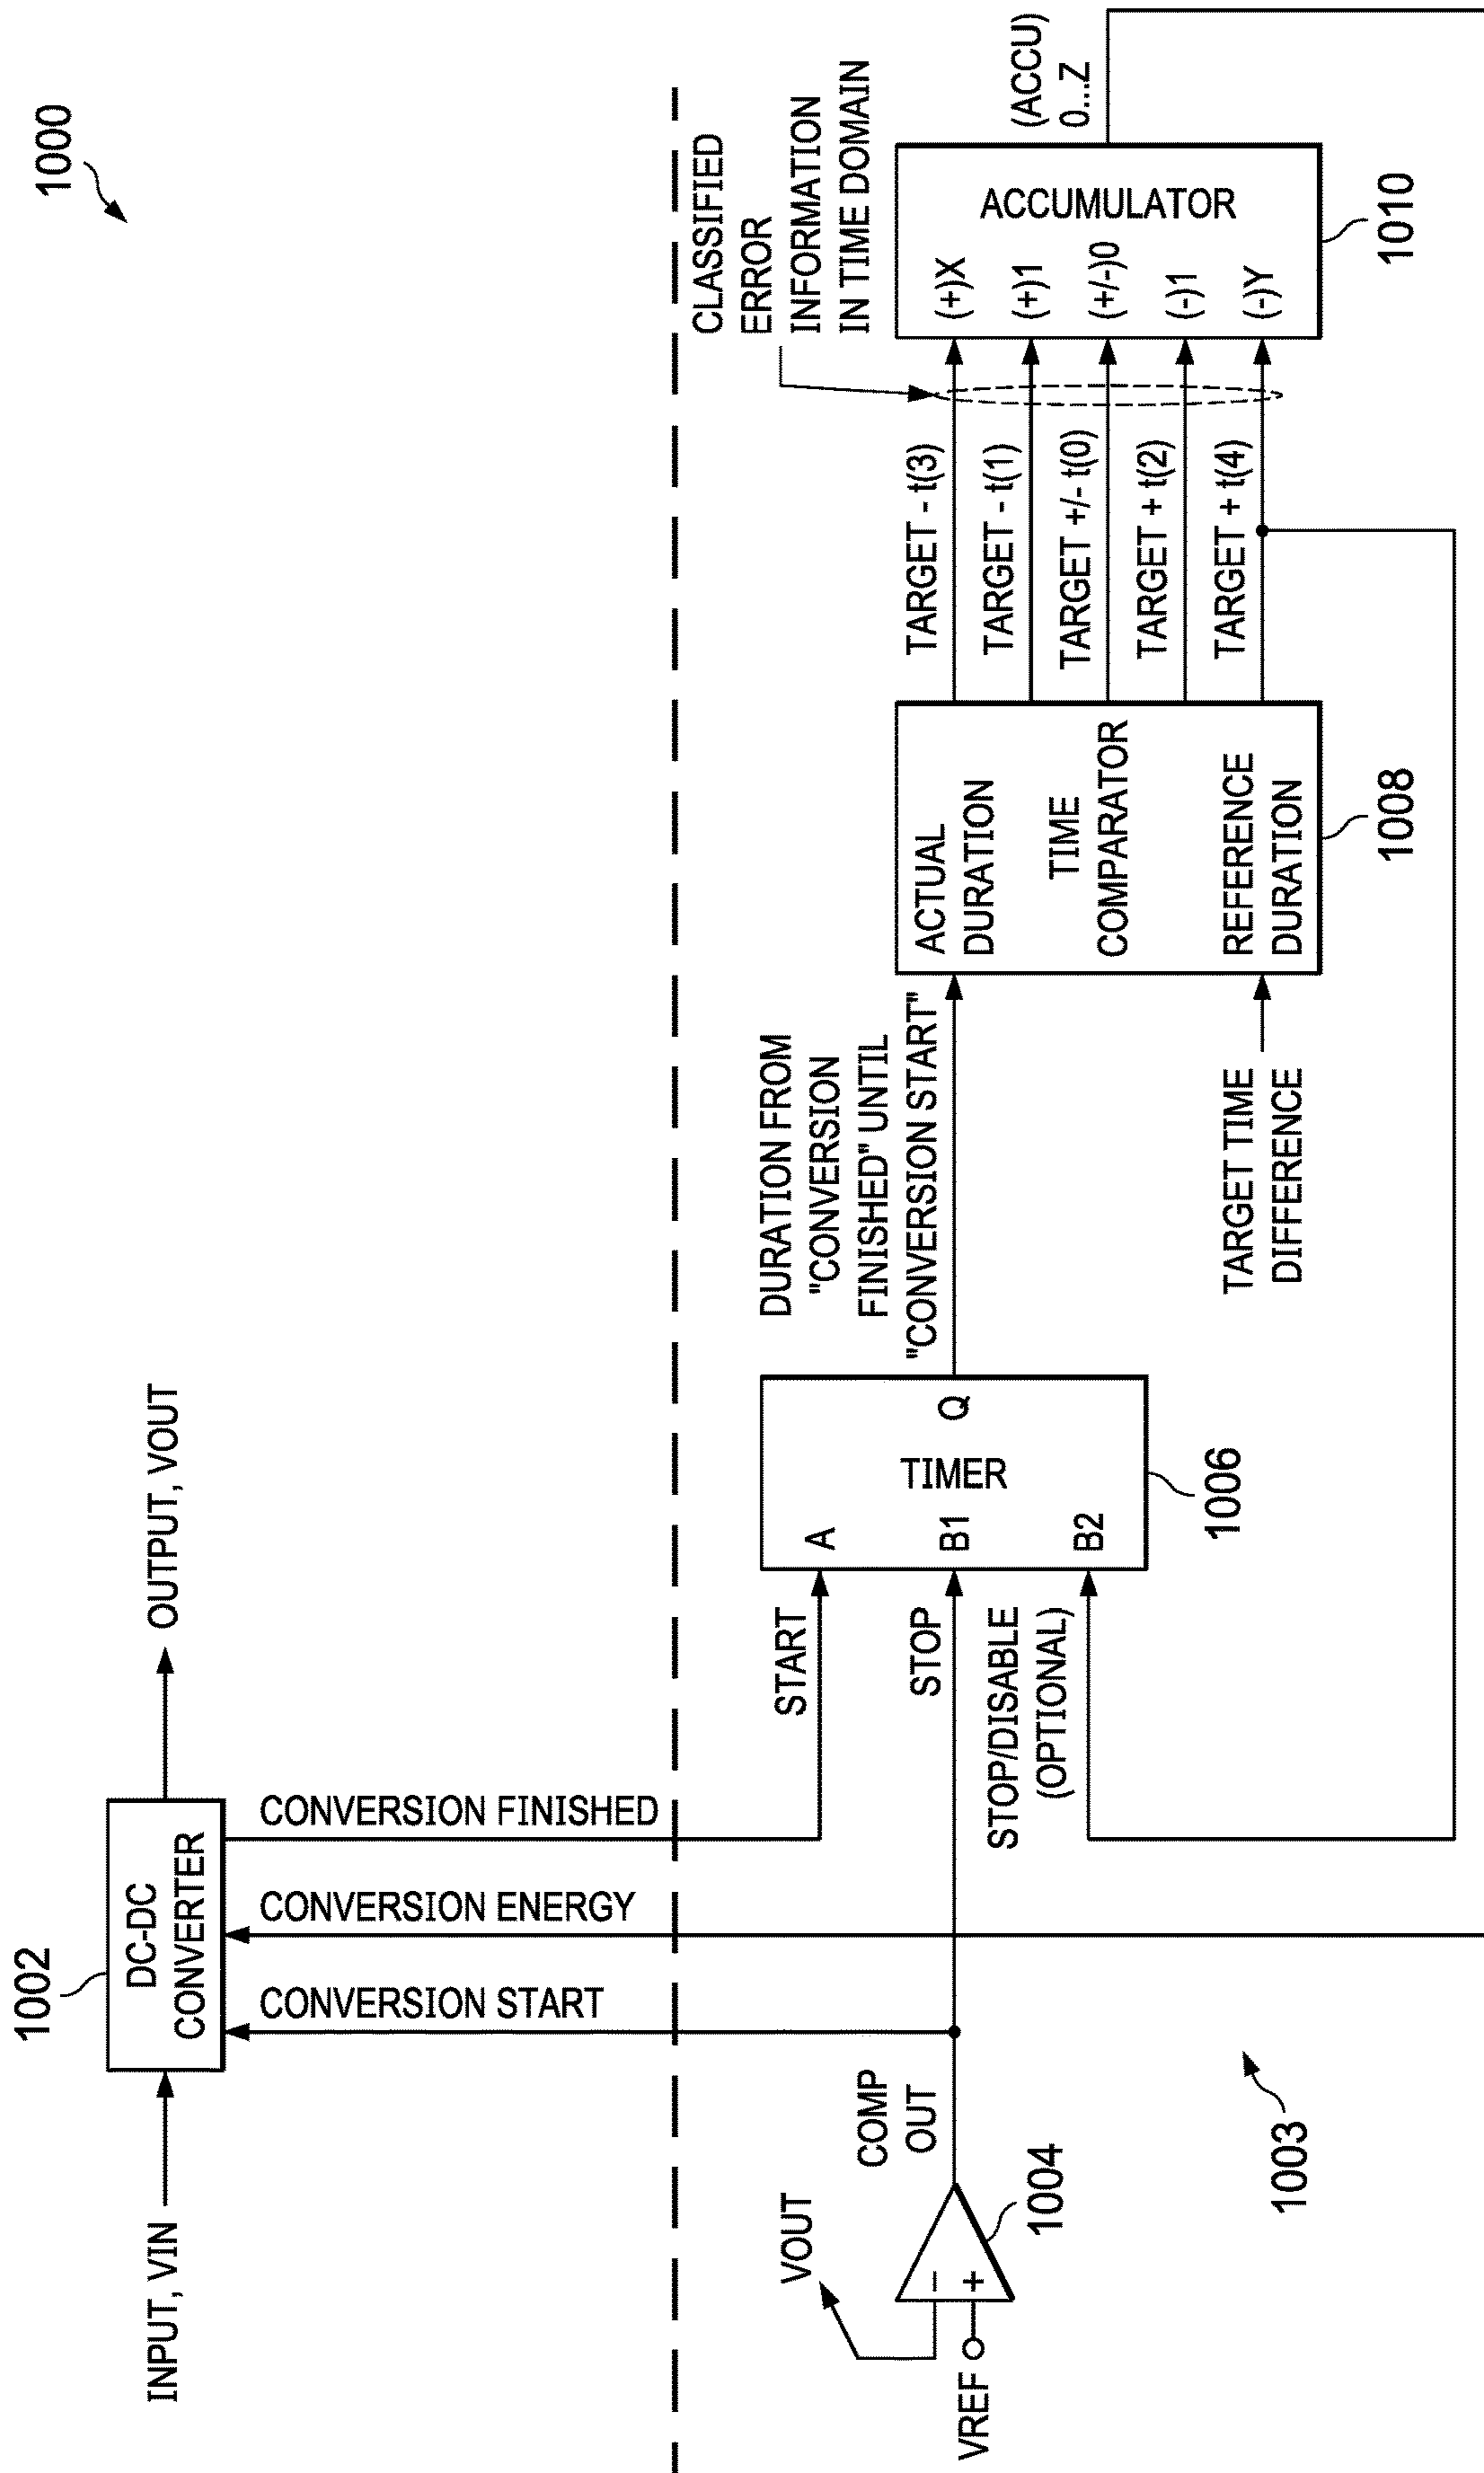 1000
1002
INPUT, VIN
DC-DC
CONVERTER
OUTPUT, VOUT
CONVERSION START
CONVERSION ENERGY
CONVERSION FINISHED
VOUT
VREF
-
+
1004
COMP
OUT
1003
START
STOP
STOP/DISABLE
(OPTIONAL)
A
B1
B2
TIMER
Q
1006
DURATION FROM
"CONVERSION
FINISHED" UNTIL
"CONVERSION START"
TARGET TIME
DIFFERENCE
ACTUAL
DURATION
TIME
COMPARATOR
REFERENCE
DURATION
1008
TARGET - t(3)
TARGET - t(1)
TARGET +/- t(0)
TARGET + t(2)
TARGET + t(4)
CLASSIFIED
ERROR
INFORMATION
IN TIME DOMAIN
(+)X
(+)1
(+/-)0
(-)1
(-)Y
ACCUMULATOR
1010
(ACCU)
0...Z